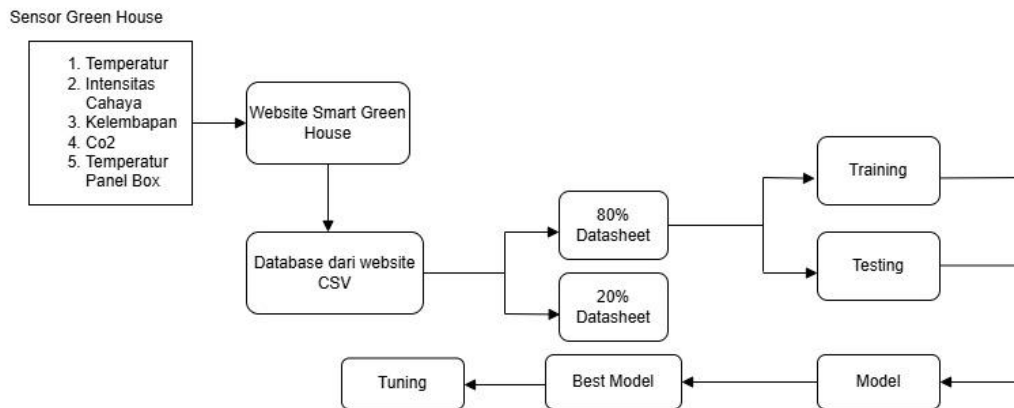 Sensor Green House
1. Temperatur
2. Intensitas
Cahaya
3. Kelembapan
4. Co2
5. Temperatur
Panel Box
Website Smart Green
House
Database dari website
CSV
80%
Datasheet
20%
Datasheet
Training
Testing
Model
Best Model
Tuning